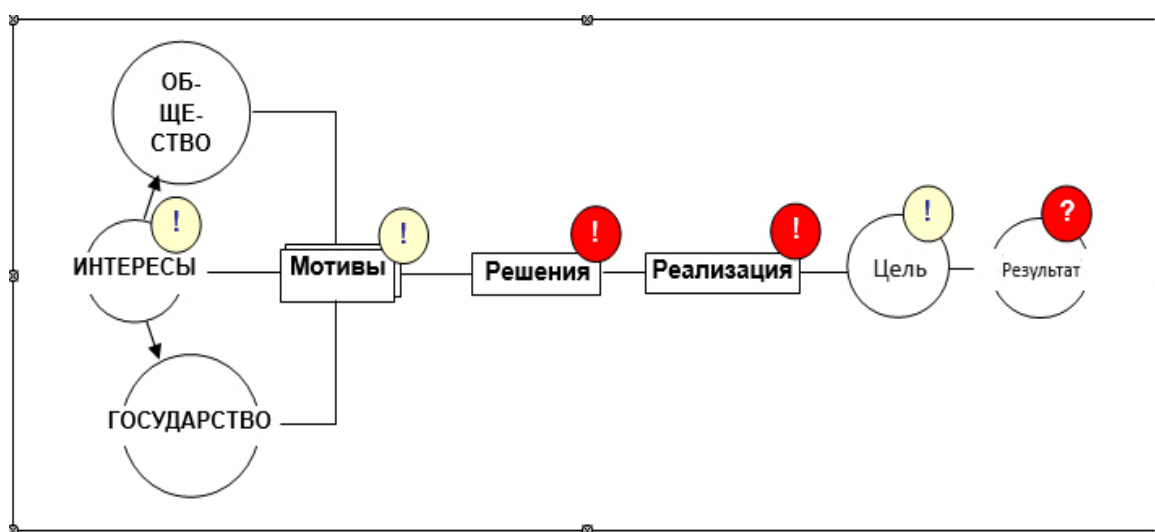 ОБ-
ЩЕ-
СТВО
!
ИНТЕРЕСЫ
!
Мотивы
!
Решения
!
Реализация
!
Цель
?
Результат
ГОСУДАРСТВО